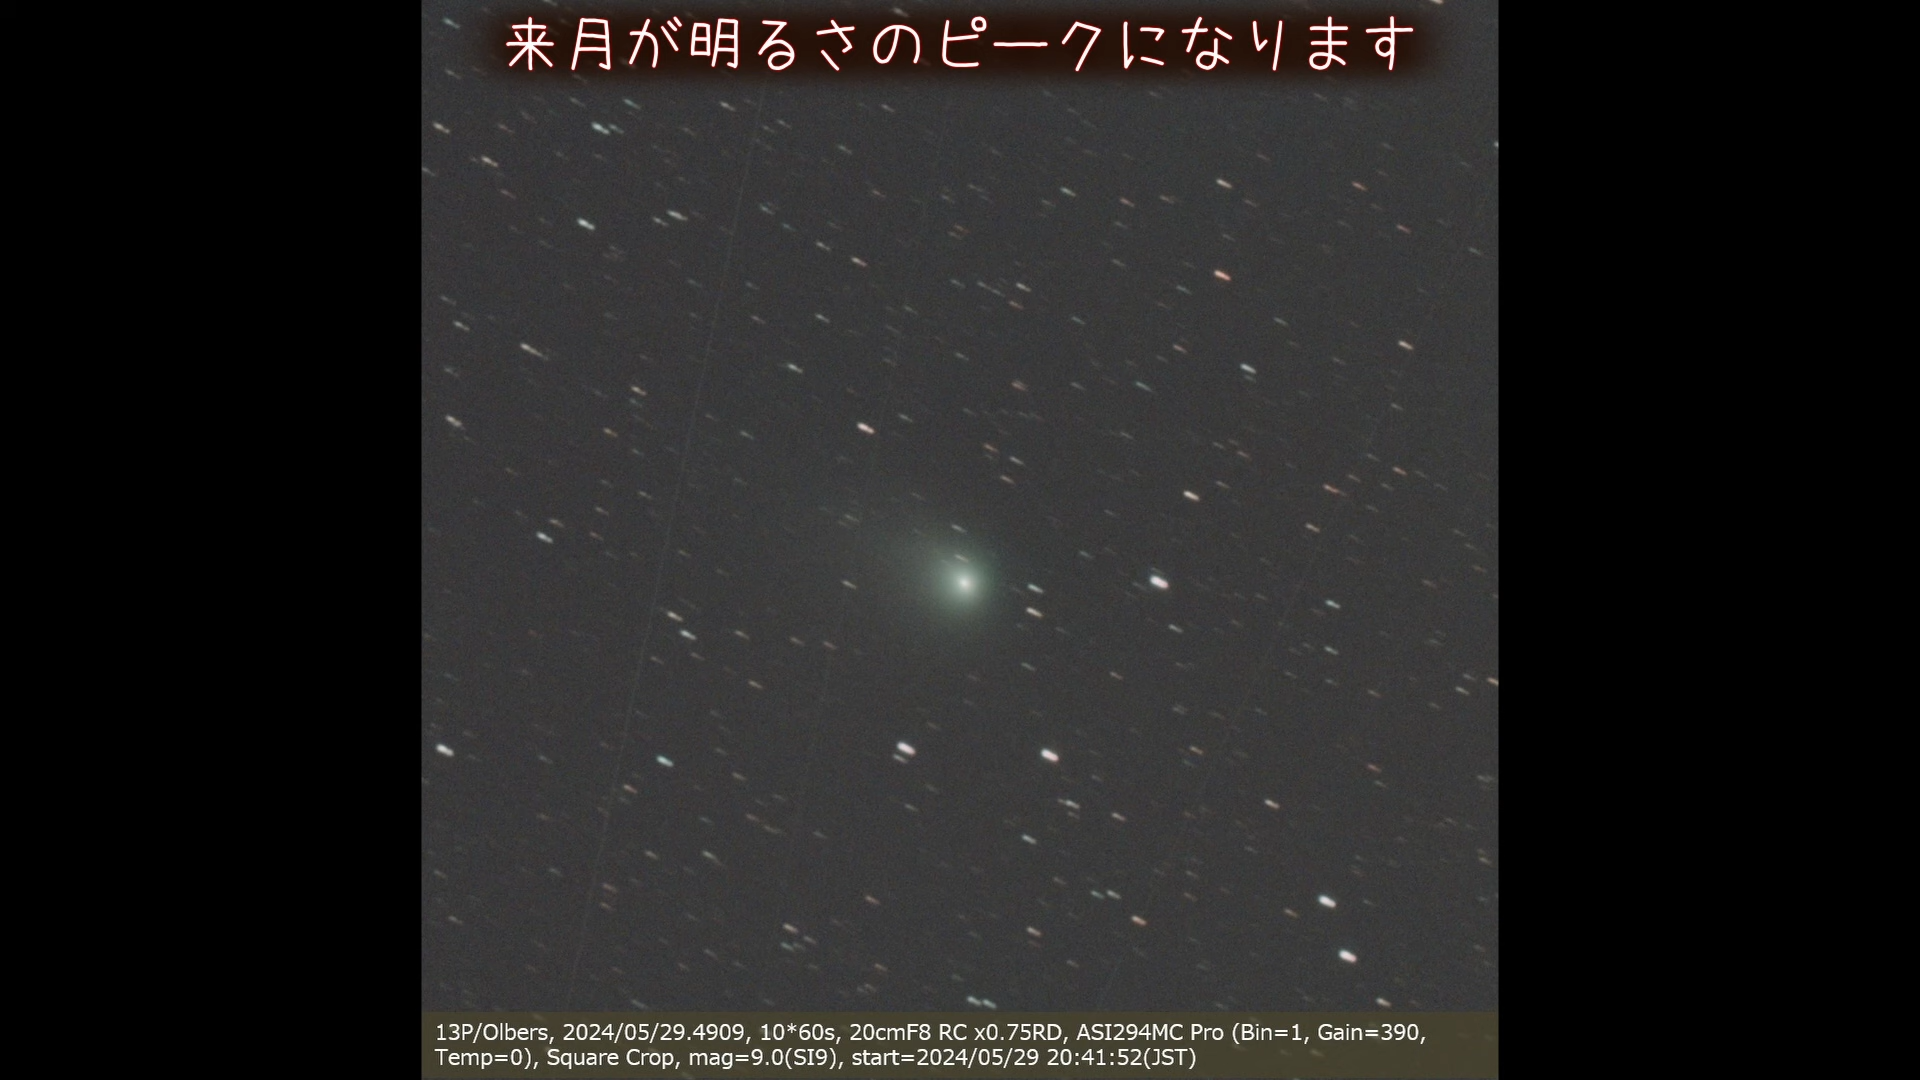 来月が明るさのピークになります
13P/Olbers, 2024/05/29.4909, 10*60s, 20cmF8 RC x0.75RD, ASI294MC Pro (Bin=1, Gain=390,
Temp=0), Square Crop, mag=9.0(SI9), start=2024/05/29 20:41:52(JST)